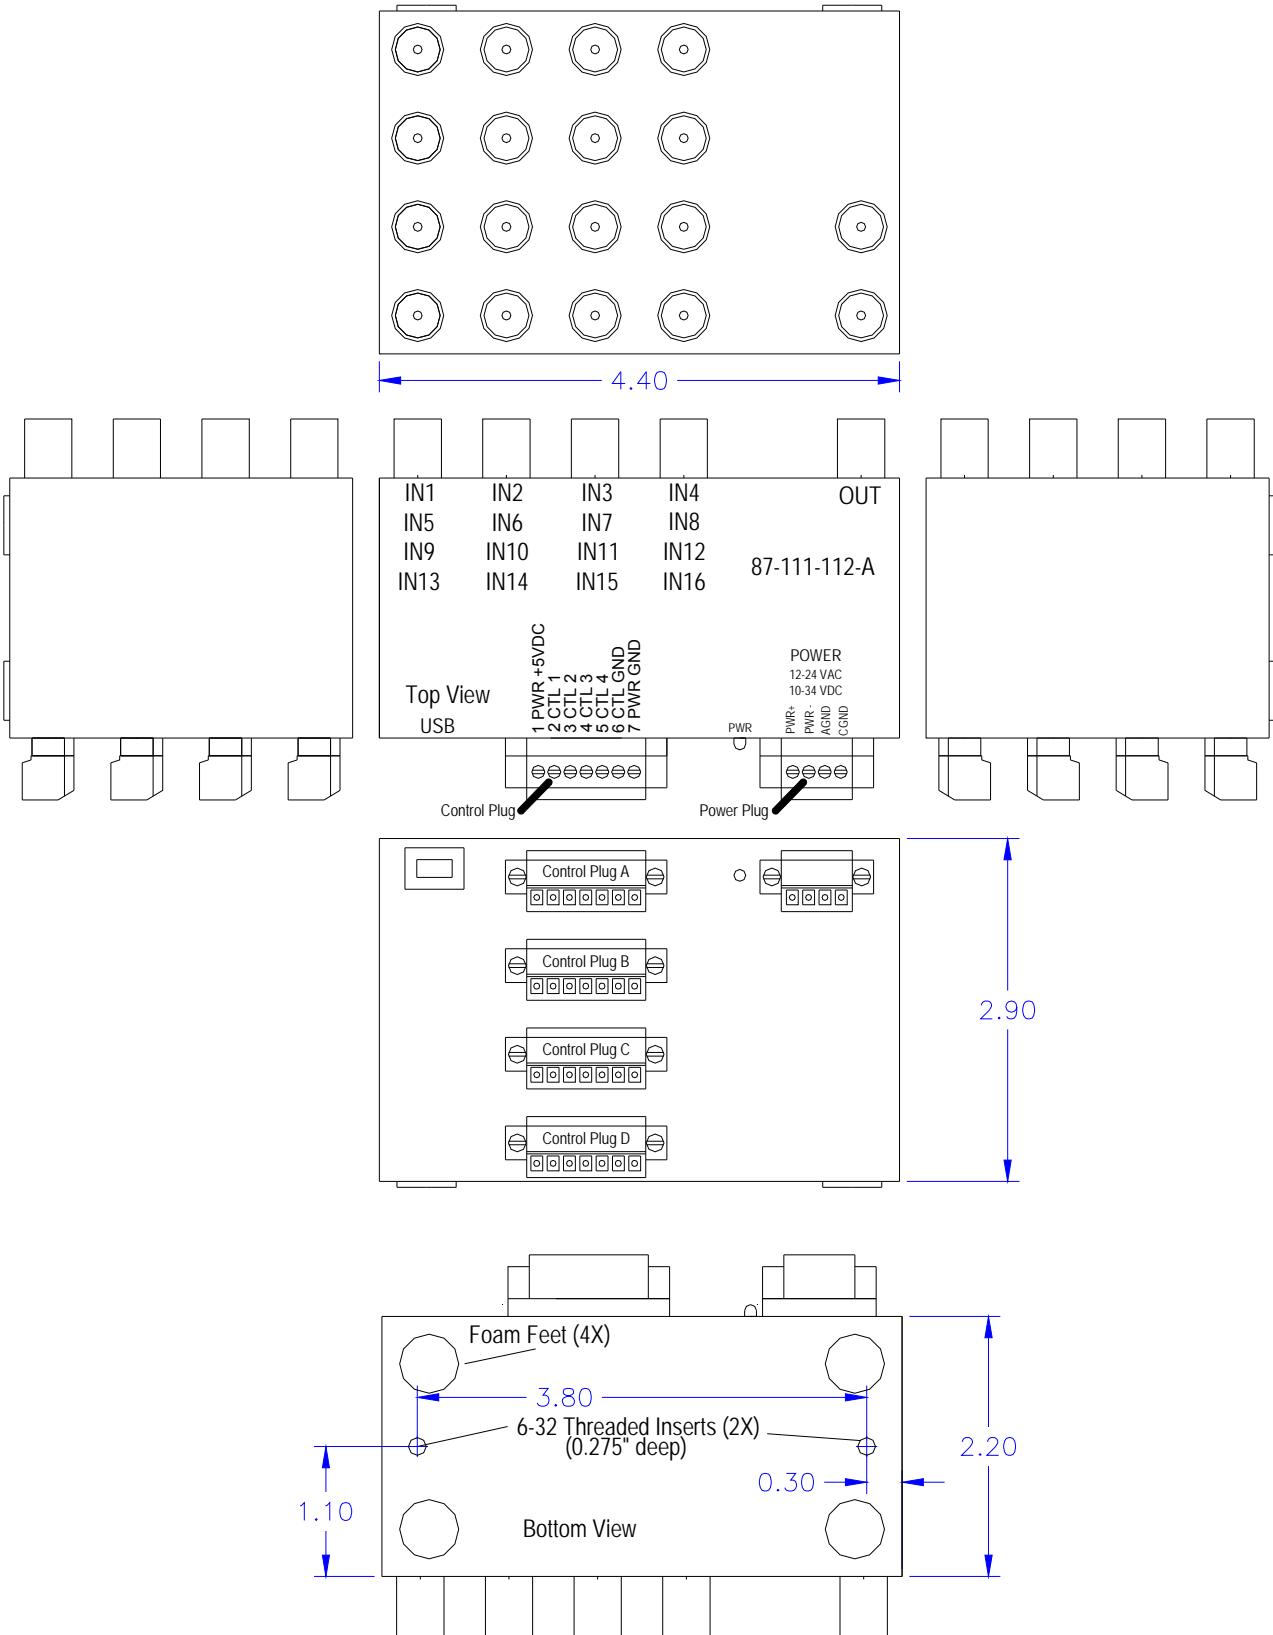 4.40
IN1 IN2 IN3 IN4 OUT
IN5 IN6 IN7 IN8
IN9 IN10 IN11 IN12
87-111-112-A
IN13 IN14 IN15 IN16
1 PWR +5VDC
2 CTL 1
3 CTL 2
4 CTL 3
5 CTL 4
6 CTL GND
7 PWR GND
POWER
12-24 VAC
10-34 VDC
Top View
USB
PWR
PWR+
PWR -
AGND
CGND
Control Plug
Power Plug
Control Plug A
Control Plug B
Control Plug C
Control Plug D
2.90
Foam Feet (4X)
3.80
6-32 Threaded Inserts (2X)
(0.275" deep)
2.20
0.30
1.10
Bottom View